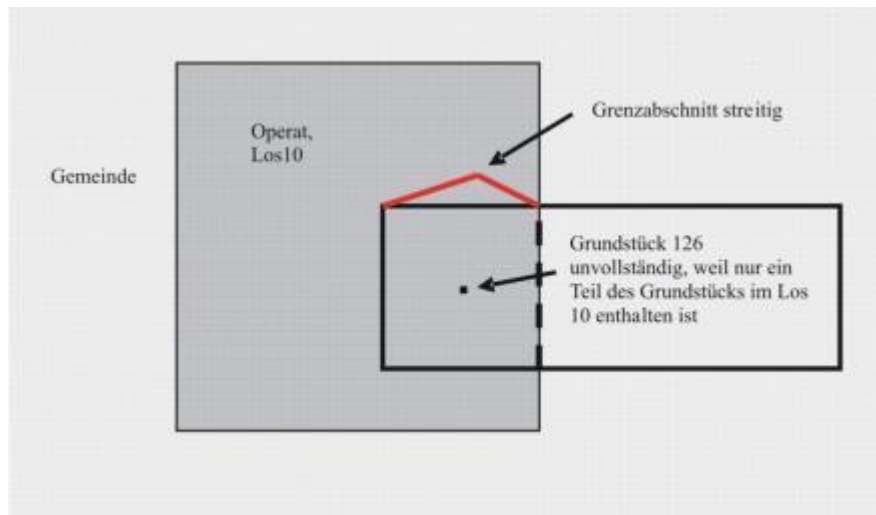 Grenzabschnitt streitig
Operat,
Los10
Gemeinde
Grundstück 126
unvollständig, weil nur ein
Teil des Grundstücks im Los
10 enthalten ist